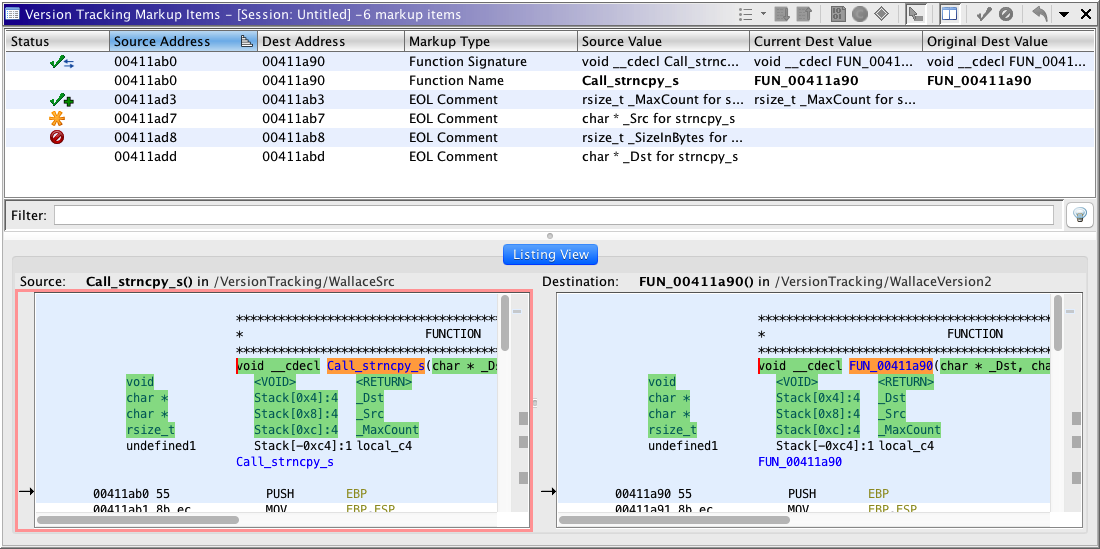 Version Tracking Markup Items – [Session: Untitled] –6 markup items
Status Source Address Dest Address Markup Type Source Value Current Dest Value Original Dest Value
00411ab0 00411a90 Function Signature void __cdecl Call_strnc... void __cdecl FUN_0041... void __cdecl FUN_0041...
00411ab0 00411a90 Function Name Call_strncpy_s FUN_00411a90 FUN_00411a90
00411ad3 00411ab3 EOL Comment rsize_t _MaxCount for s... rsize_t _MaxCount for s...
00411ad7 00411ab7 EOL Comment char * _Src for strncpy_s
00411ad8 00411ab8 EOL Comment rsize_t _SizeInBytes for ...
00411add 00411abd EOL Comment char * _Dst for strncpy_s
Filter:
Listing View
Source: Call_strncpy_s() in /VersionTracking/WallaceSrc
*************************************
* FUNCTION
*************************************
void __cdecl Call_strncpy_s(char * _Ds
void <VOID> <RETURN>
char * Stack[0x4]:4 _Dst
char * Stack[0x8]:4 _Src
rsize_t Stack[0xc]:4 _MaxCount
undefined1 Stack[-0xc4]:1 local_c4
Call_strncpy_s
00411ab0 55 PUSH EBP
00411ab1 8b ec MOV EBP,ESP
Destination: FUN_00411a90() in /VersionTracking/WallaceVersion2
*****************************************
* FUNCTION
*****************************************
void __cdecl FUN_00411a90(char * _Dst, cha
void <VOID> <RETURN>
char * Stack[0x4]:4 _Dst
char * Stack[0x8]:4 _Src
rsize_t Stack[0xc]:4 _MaxCount
undefined1 Stack[-0xc4]:1 local_c4
FUN_00411a90
00411a90 55 PUSH EBP
00411a91 8b ec MOV EBP,ESP